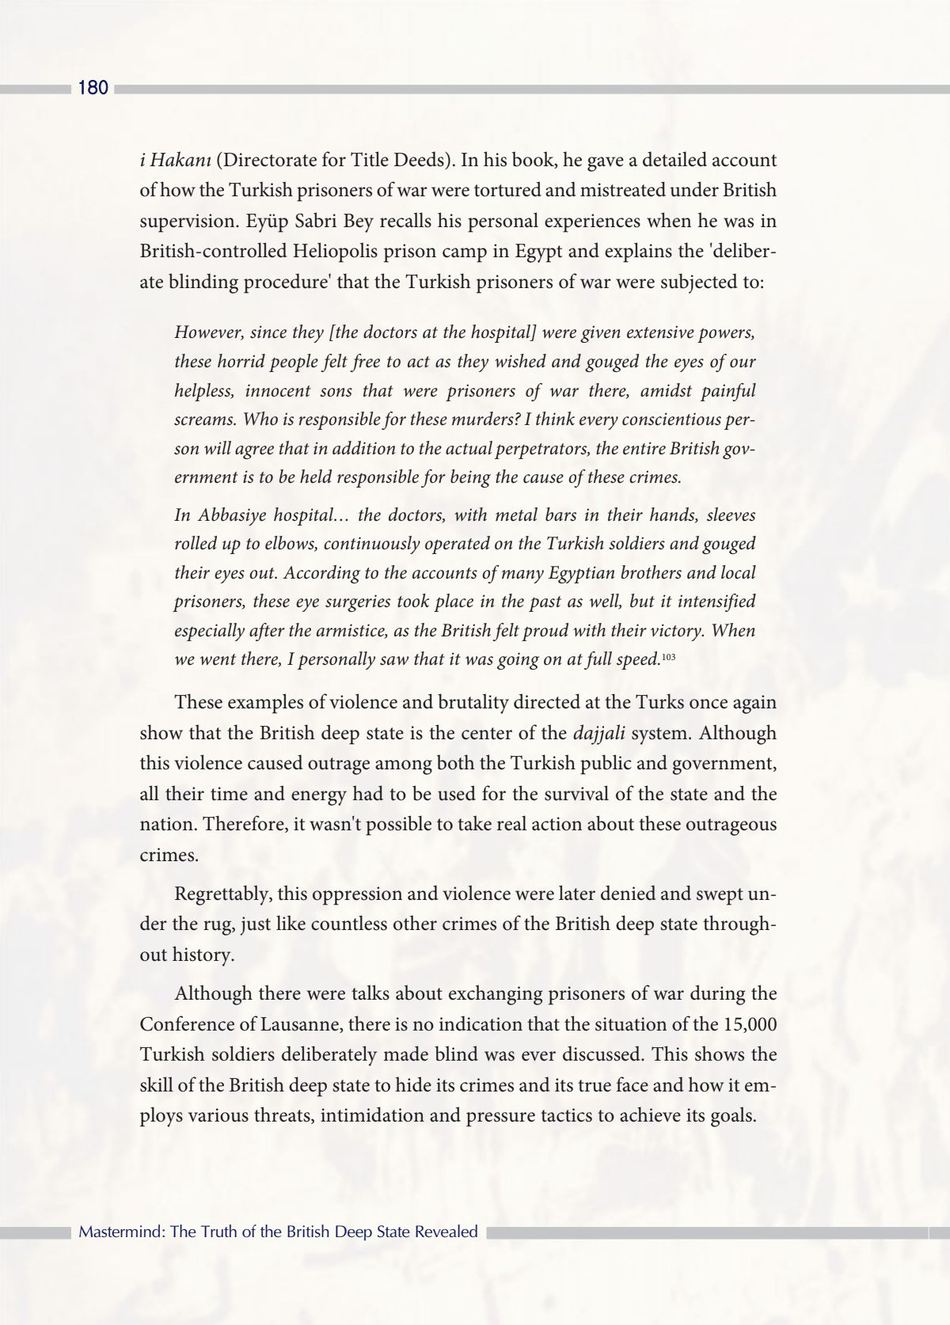 180
i Hakanı (Directorate for Title Deeds). In his book, he gave a detailed account
of how the Turkish prisoners of war were tortured and mistreated under British
supervision. Eyüp Sabri Bey recalls his personal experiences when he was in
British-controlled Heliopolis prison camp in Egypt and explains the 'deliber-
ate blinding procedure' that the Turkish prisoners of war were subjected to:
However, since they [the doctors at the hospital] were given extensive powers,
these horrid people felt free to act as they wished and gouged the eyes of our
helpless, innocent sons that were prisoners of war there, amidst painful
screams. Who is responsible for these murders? I think every conscientious per-
son will agree that in addition to the actual perpetrators, the entire British gov-
ernment is to be held responsible for being the cause of these crimes.
In Abbasiye hospital… the doctors, with metal bars in their hands, sleeves
rolled up to elbows, continuously operated on the Turkish soldiers and gouged
their eyes out. According to the accounts of many Egyptian brothers and local
prisoners, these eye surgeries took place in the past as well, but it intensified
especially after the armistice, as the British felt proud with their victory. When
we went there, I personally saw that it was going on at full speed.103
These examples of violence and brutality directed at the Turks once again
show that the British deep state is the center of the dajjali system. Although
this violence caused outrage among both the Turkish public and government,
all their time and energy had to be used for the survival of the state and the
nation. Therefore, it wasn't possible to take real action about these outrageous
crimes.
Regrettably, this oppression and violence were later denied and swept un-
der the rug, just like countless other crimes of the British deep state through-
out history.
Although there were talks about exchanging prisoners of war during the
Conference of Lausanne, there is no indication that the situation of the 15,000
Turkish soldiers deliberately made blind was ever discussed. This shows the
skill of the British deep state to hide its crimes and its true face and how it em-
ploys various threats, intimidation and pressure tactics to achieve its goals.
Mastermind: The Truth of the British Deep State Revealed